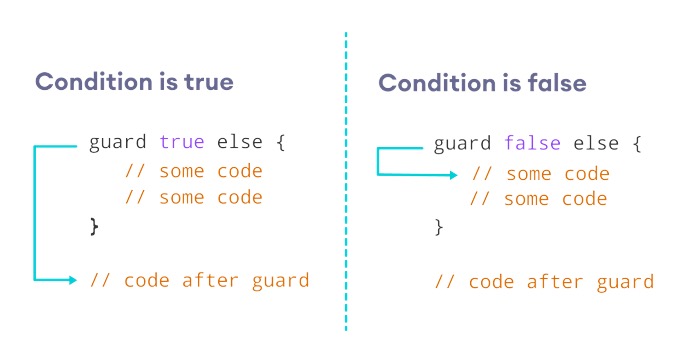 Condition is true
guard true else {
// some code
// some code
}
// code after guard
Condition is false
guard false else {
// some code
// some code
}
// code after guard